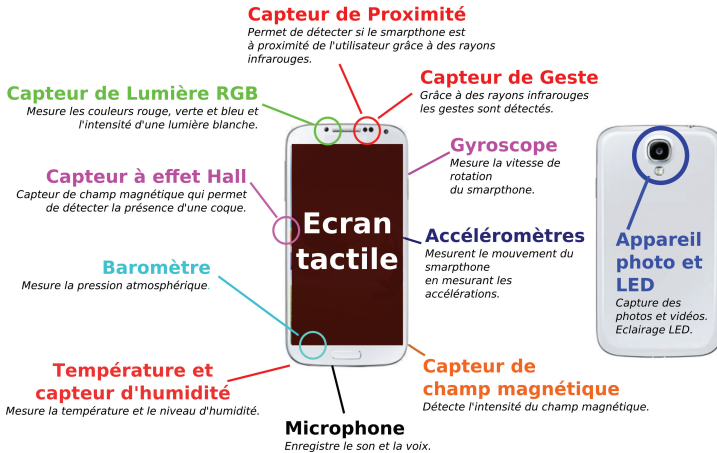 Capteur de Proximité
Permet de détecter si le smarpthone est
à proximité de l'utilisateur grâce à des rayons
infrarouges.
Capteur de Geste
Grâce à des rayons infrarouges
les gestes sont détectés.
Capteur de Lumière RGB
Mesure les couleurs rouge, verte et bleu et
l'intensité d'une lumière blanche.
Gyroscope
Mesure la vitesse de
rotation
du smarpthone.
Capteur à effet Hall
Capteur de champ magnétique qui permet
de détecter la présence d'une coque.
Ecran
tactile
Accéléromètres
Mesurent le mouvement du
smarpthone
en mesurant les
accélérations.
Appareil
photo et
LED
Capture des
photos et vidéos.
Eclairage LED.
Baromètre
Mesure la pression atmosphérique.
Température et
capteur d'humidité
Mesure la température et le niveau d'humidité.
Capteur de
champ magnétique
Détecte l'intensité du champ magnétique.
Microphone
Enregistre le son et la voix.